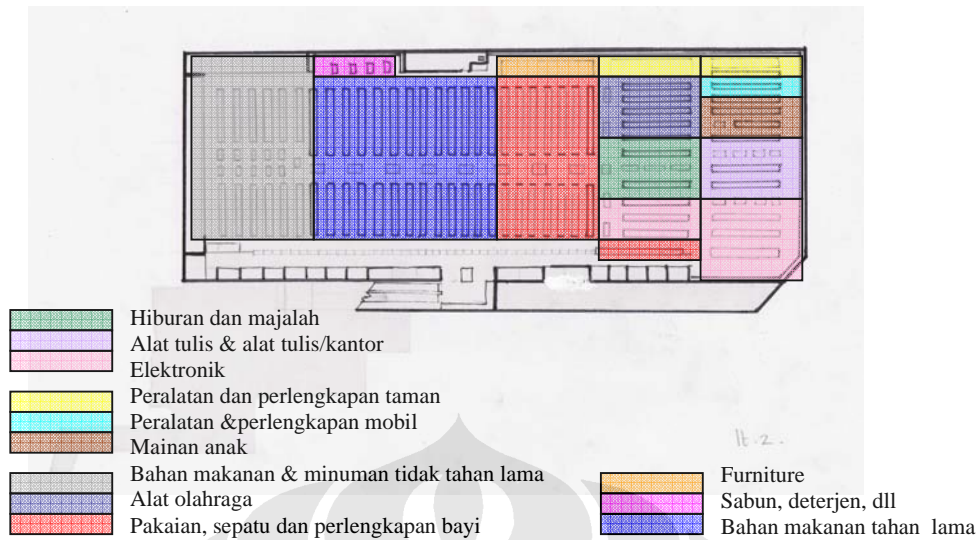 lt.2.
Hiburan dan majalah
Alat tulis & alat tulis/kantor
Elektronik
Peralatan dan perlengkapan taman
Peralatan &perlengkapan mobil
Mainan anak
Bahan makanan & minuman tidak tahan lama
Alat olahraga
Pakaian, sepatu dan perlengkapan bayi
Furniture
Sabun, deterjen, dll
Bahan makanan tahan lama